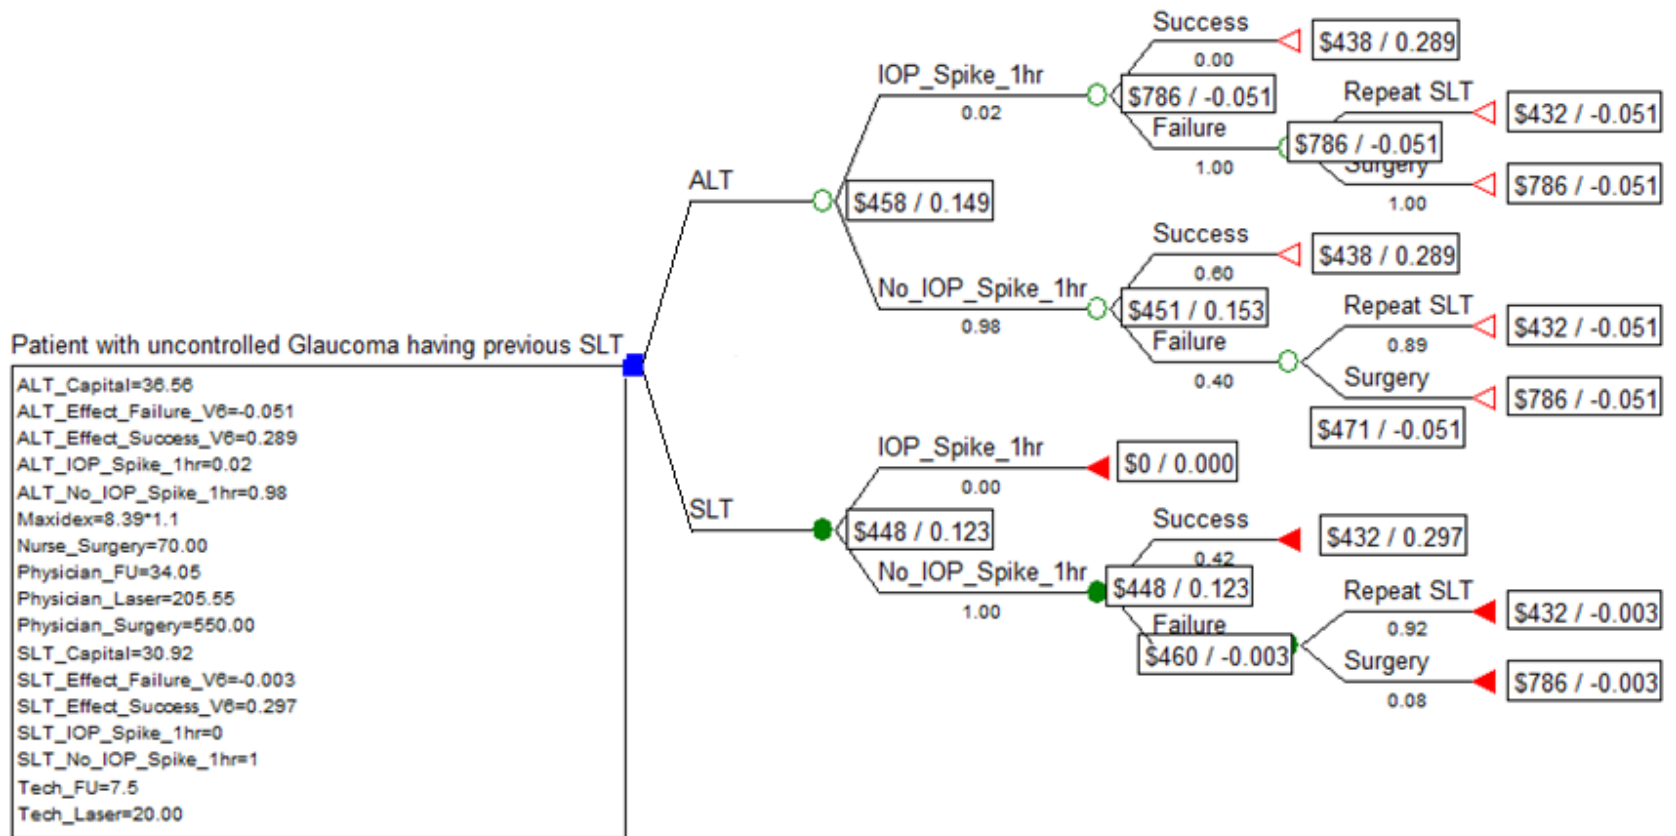 Success
$438 / 0.289
0.00
IOP_Spike_1hr
0.02
$786 / -0.051
Repeat SLT
$432 / -0.051
Failure
1.00
$786 / -0.051
Surgery
1.00
$786 / -0.051
ALT
$458 / 0.149
Success
0.60
$438 / 0.289
No_IOP_Spike_1hr
0.98
$451 / 0.153
Failure
0.40
Repeat SLT
0.89
$432 / -0.051
Surgery
$786 / -0.051
$471 / -0.051
Patient with uncontrolled Glaucoma having previous SLT
ALT_Capital=36.56
ALT_Effect_Failure_V6=-0.051
ALT_Effect_Success_V6=0.289
ALT_IOP_Spike_1hr=0.02
ALT_No_IOP_Spike_1hr=0.98
Maxidex=8.39*1.1
Nurse_Surgery=70.00
Physician_FU=34.05
Physician_Laser=205.55
Physician_Surgery=550.00
SLT_Capital=30.92
SLT_Effect_Failure_V6=-0.003
SLT_Effect_Success_V6=0.297
SLT_IOP_Spike_1hr=0
SLT_No_IOP_Spike_1hr=1
Tech_FU=7.5
Tech_Laser=20.00
IOP_Spike_1hr
0.00
$0 / 0.000
SLT
$448 / 0.123
Success
0.42
$432 / 0.297
No_IOP_Spike_1hr
1.00
$448 / 0.123
Failure
$460 / -0.003
Repeat SLT
0.92
$432 / -0.003
Surgery
0.08
$786 / -0.003